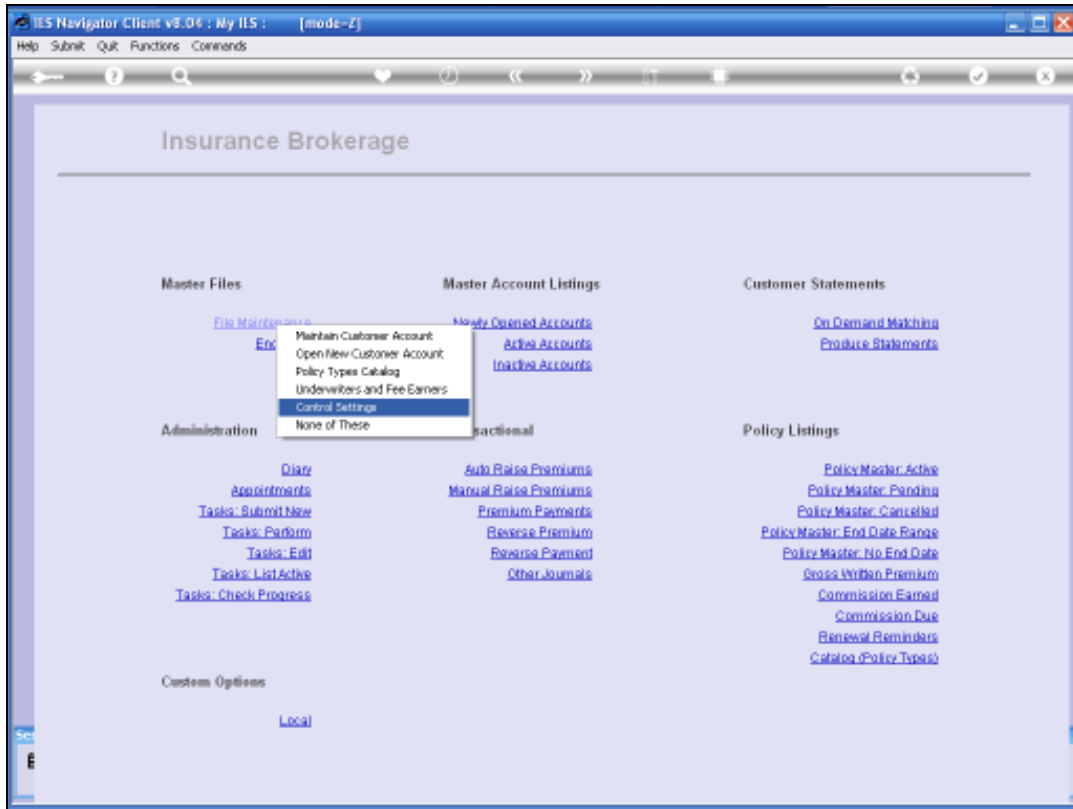 IES Navigator Client v8.04 : My IES : [mode=Z]
Help Submit Quit Functions Commands
Insurance Brokerage
Master Files
Master Account Listings
Customer Statements
File Maintenance
Newly Opened Accounts
On Demand Matching
Maintain Customer Account
Open New Customer Account
Policy Types Catalog
Underwriters and Fee Earners
Control Settings
None of These
Active Accounts
Produce Statements
Inactive Accounts
Administration
Policy Listings
Diary
Auto Raise Premiums
Policy Master: Active
Appointments
Manual Raise Premiums
Policy Master: Pending
Tasks: Submit New
Premium Payments
Policy Master: Cancelled
Tasks: Perform
Reverse Premium
Policy Master: End Date Range
Tasks: Edit
Reverse Payment
Policy Master: No End Date
Tasks: List Active
Other Journals
Gross Written Premium
Tasks: Check Progress
Commission Earned
Commission Due
Renewal Reminders
Catalog (Policy Types)
Custom Options
Local